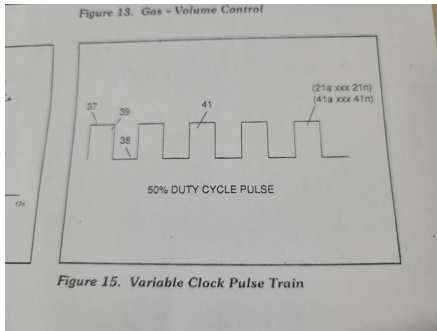 Figure 13. Gas - Volume Control
(21a xxx 21n)
(41a xxx 41n)
37
39
41
38
17n
50% DUTY CYCLE PULSE
Figure 15. Variable Clock Pulse Train